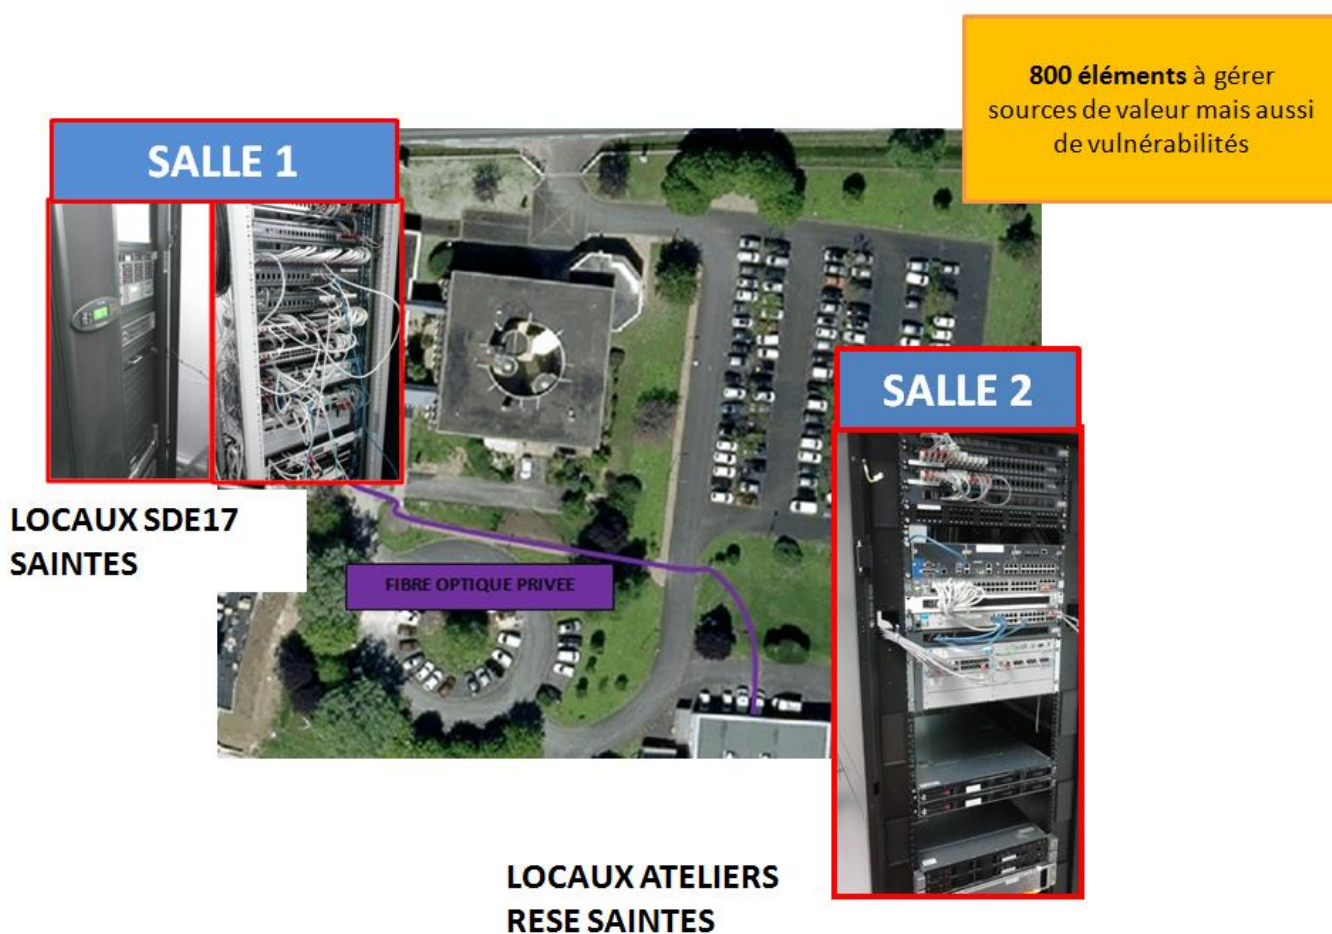 800 éléments à gérer
sources de valeur mais aussi
de vulnérabilités
SALLE 1
SALLE 2
LOCAUX SDE17
SAINTES
FIBRE OPTIQUE PRIVEE
LOCAUX ATELIERS
RESE SAINTES